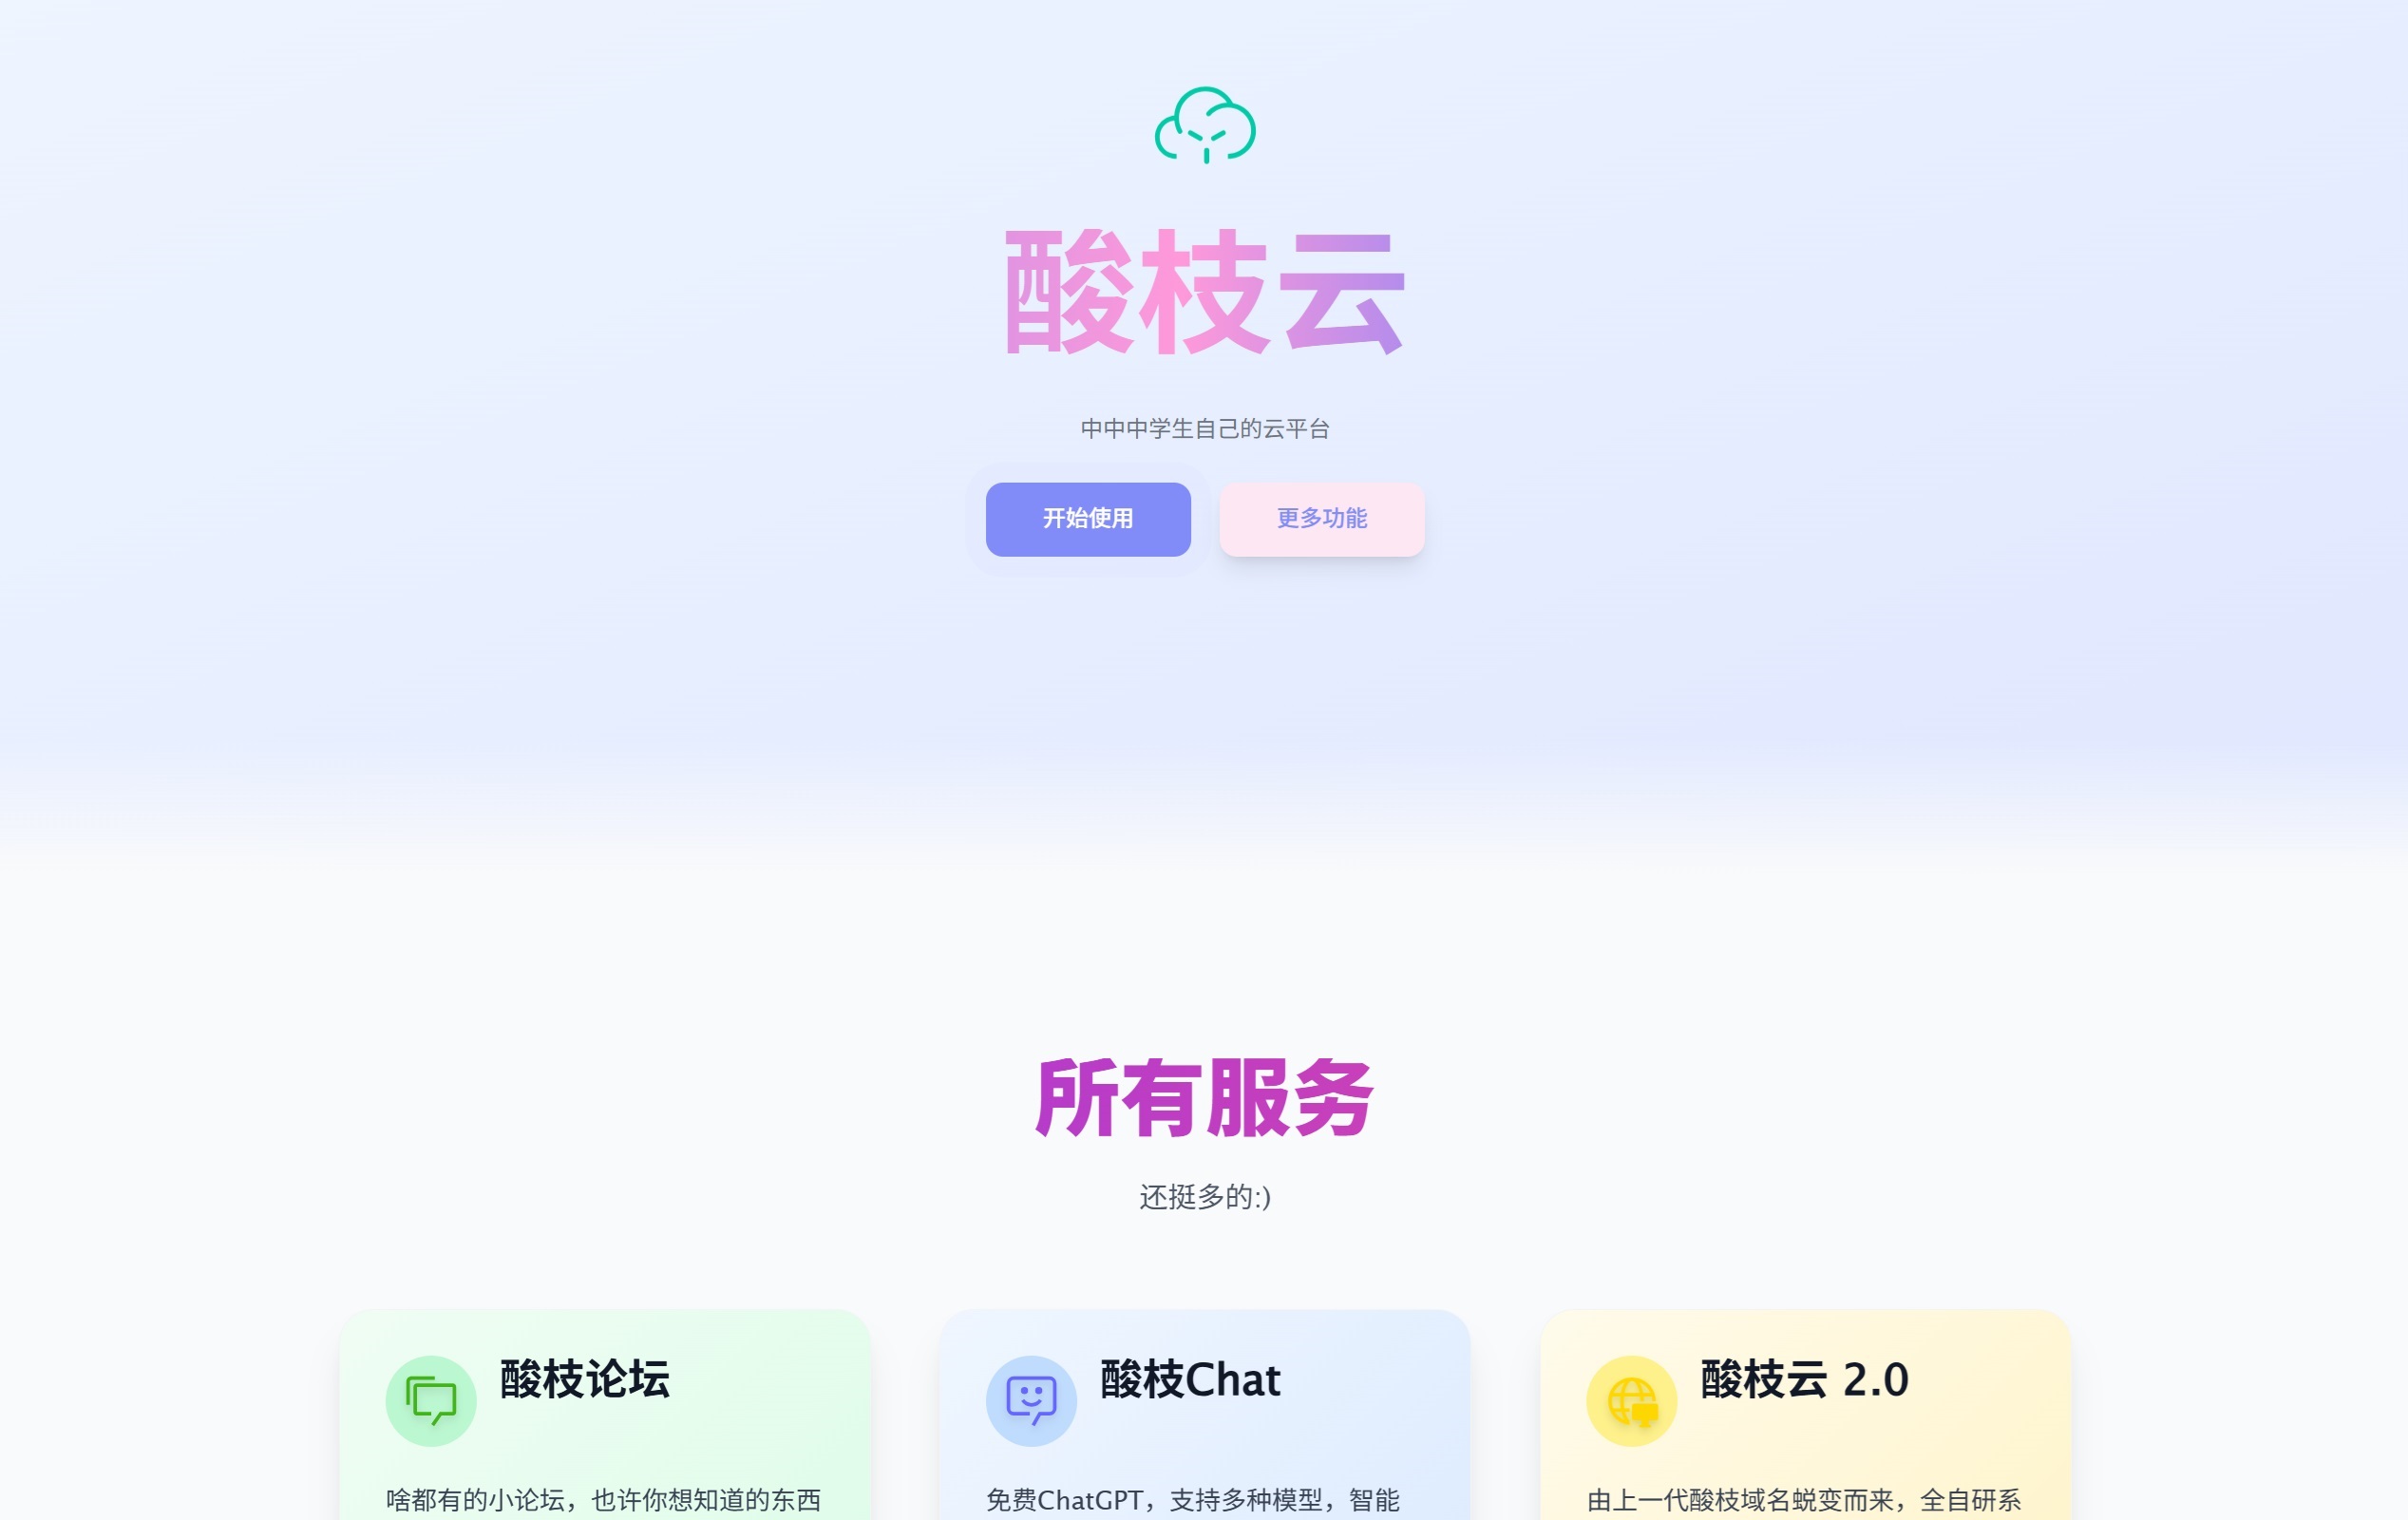 酸枝云
中中中学生自己的云平台
开始使用
更多功能
所有服务
还挺多的:)
酸枝论坛
啥都有的小论坛，也许你想知道的东西
酸枝Chat
免费ChatGPT，支持多种模型，智能
酸枝云 2.0
由上一代酸枝域名蜕变而来，全自研系